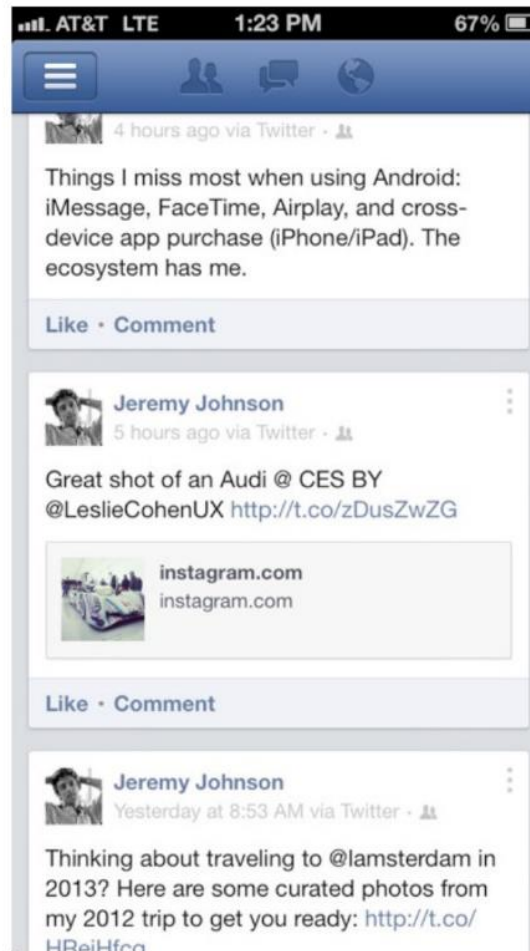 AT&T LTE 1:23 PM 67%
4 hours ago via Twitter ·
Things I miss most when using Android:
iMessage, FaceTime, Airplay, and cross-
device app purchase (iPhone/iPad). The
ecosystem has me.
Like · Comment
Jeremy Johnson
5 hours ago via Twitter ·
Great shot of an Audi @ CES BY
@LeslieCohenUX http://t.co/zDusZwZG
instagram.com
instagram.com
Like · Comment
Jeremy Johnson
Yesterday at 8:53 AM via Twitter ·
Thinking about traveling to @Iamsterdam in
2013? Here are some curated photos from
my 2012 trip to get you ready: http://t.co/